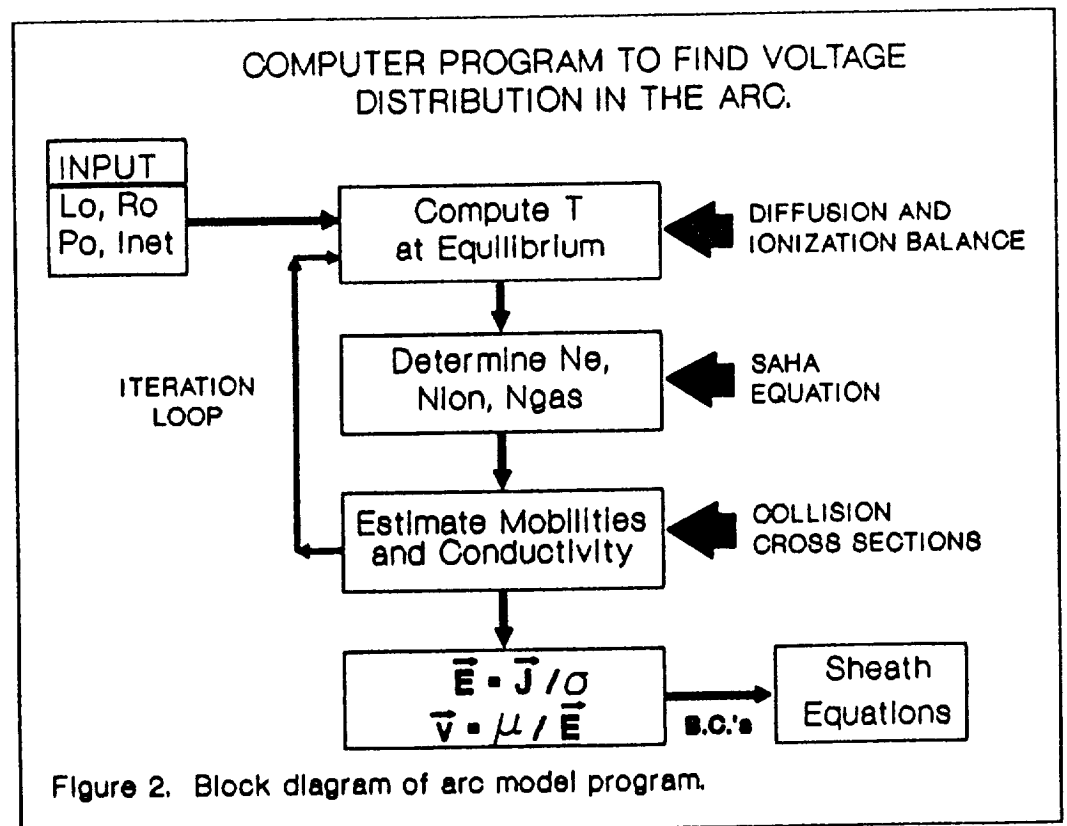 COMPUTER PROGRAM TO FIND VOLTAGE
DISTRIBUTION IN THE ARC.
INPUT
Lo, Ro
Po, Inet
Compute T
at Equilibrium
DIFFUSION AND
IONIZATION BALANCE
ITERATION
LOOP
Determine Ne,
Nion, Ngas
SAHA
EQUATION
Estimate Mobilities
and Conductivity
COLLISION
CROSS SECTIONS
E⃗ = J⃗ / σ
v⃗ = μ / E⃗
B.C.'s
Sheath
Equations
Figure 2. Block diagram of arc model program.